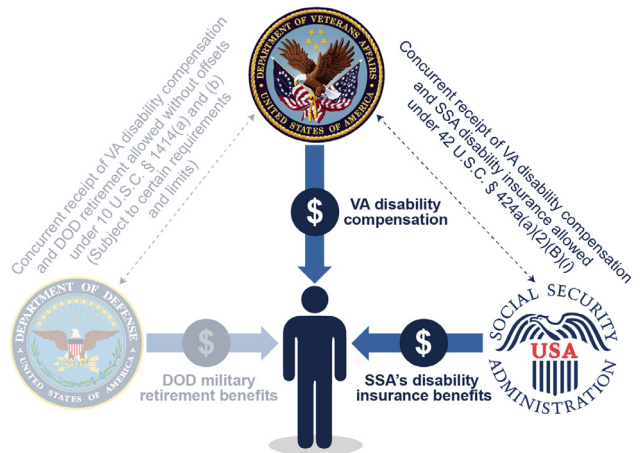 DEPARTMENT OF VETERANS AFFAIRS
UNITED STATES OF AMERICA
Concurrent receipt of VA disability compensation
and DOD retirement allowed without offsets
under 10 U.S.C. § 1414(a) and (b)
(Subject to certain requirements
and limits)
Concurrent receipt of VA disability compensation
and SSA disability insurance allowed
under 42 U.S.C. § 424a(a)(2)(B)(i)
$
VA disability
compensation
DEPARTMENT OF DEFENSE
UNITED STATES OF AMERICA
$
DOD military
retirement benefits
$
SSA's disability
insurance benefits
SOCIAL SECURITY
USA
ADMINISTRATION